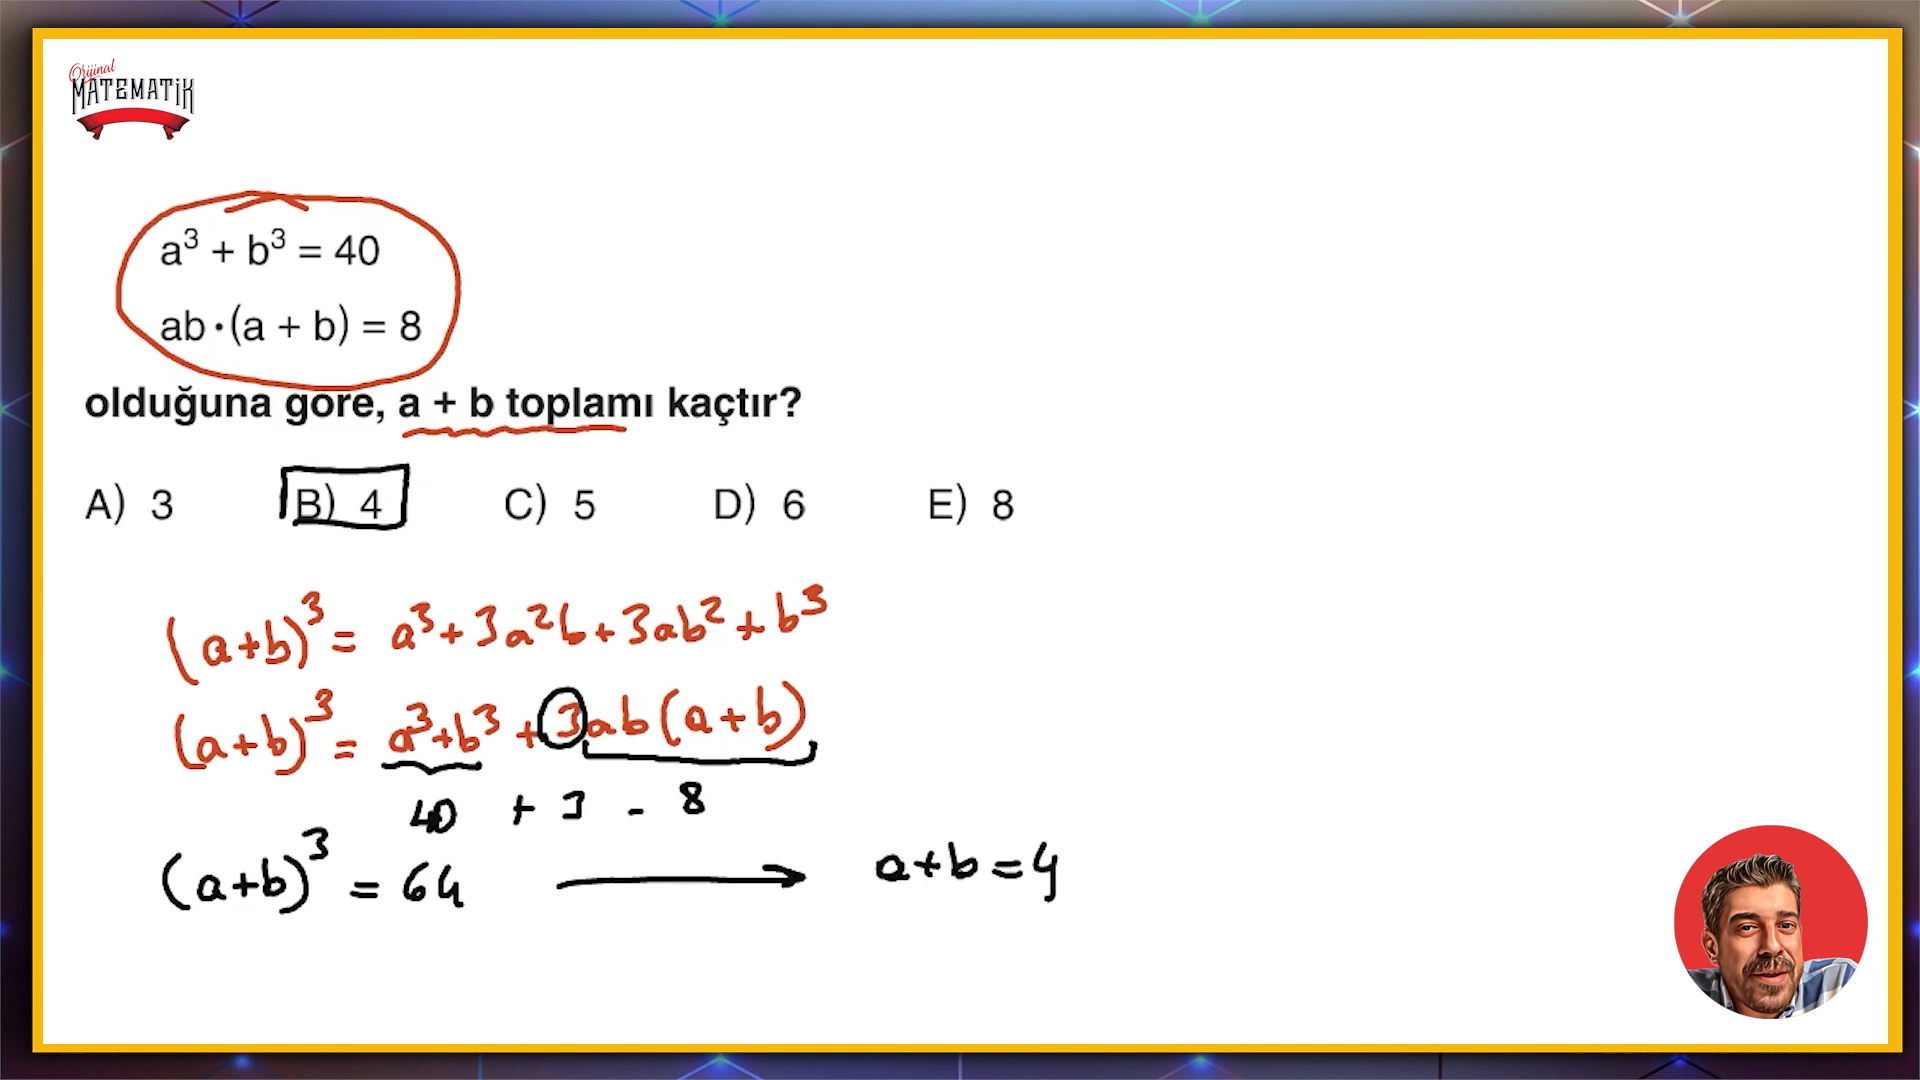 Orijinal
MATEMATİK
a³ + b³ = 40
ab·(a + b) = 8
olduğuna göre, a + b toplamı kaçtır?
A) 3 B) 4 C) 5 D) 6 E) 8
(a+b)³ = a³+3a²b+3ab²+b³
(a+b)³ = a³+b³ + 3ab(a+b)
40 + 3 - 8
(a+b)³ = 64 → a+b=4